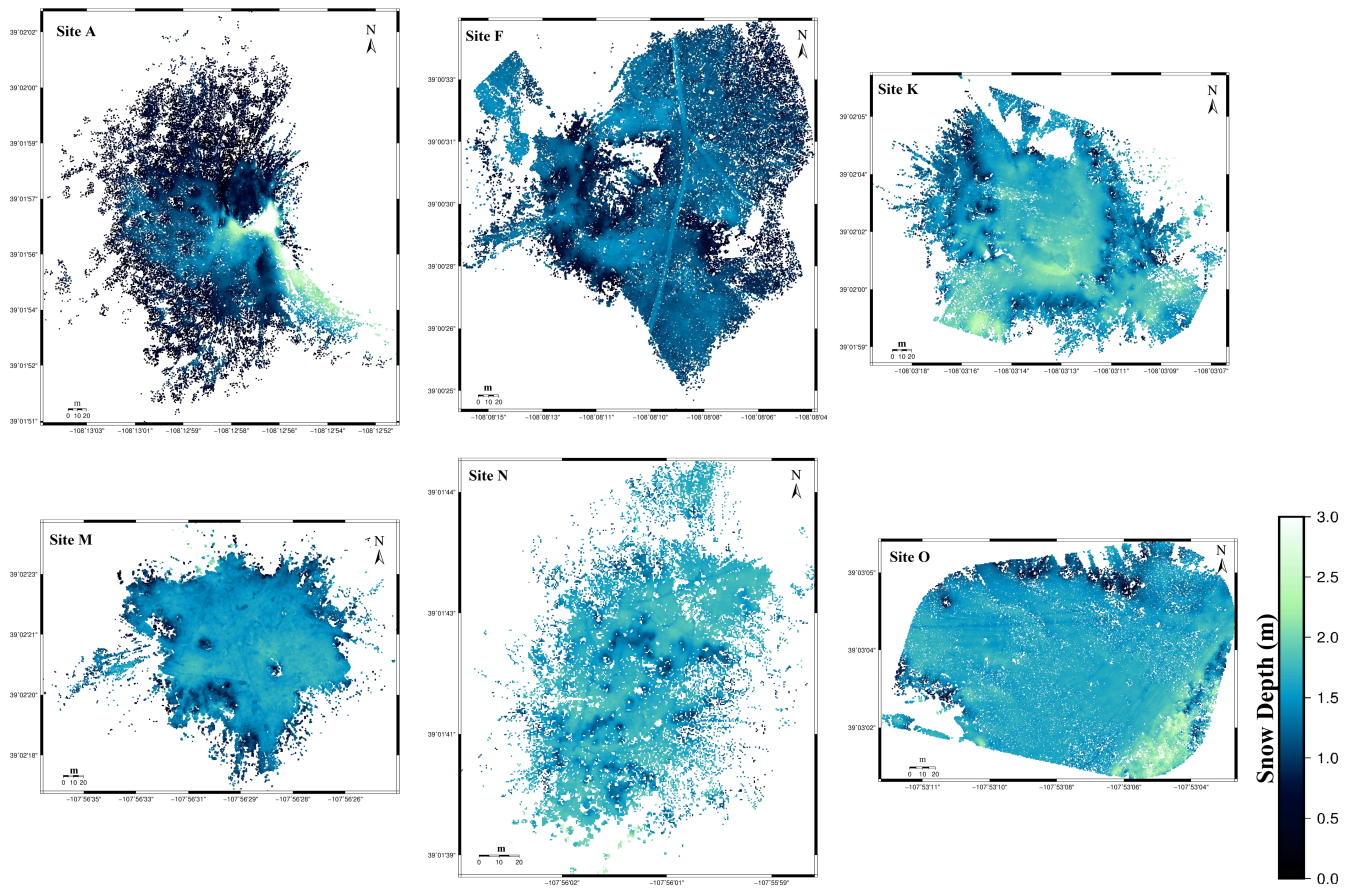 Site A
N
39°02'02"
39°02'00"
39°01'59"
39°01'57"
39°01'56"
39°01'54"
39°01'52"
39°01'51"
m
0 10 20
−108°13'03" −108°13'01" −108°12'59" −108°12'58" −108°12'56" −108°12'54" −108°12'52"
Site F
N
39°00'33"
39°00'31"
39°00'30"
39°00'28"
39°00'26"
39°00'25"
m
0 10 20
−108°08'15" −108°08'13" −108°08'11" −108°08'10" −108°08'08" −108°08'06" −108°08'04"
Site K
N
39°02'05"
39°02'04"
39°02'02"
39°02'00"
39°01'59"
m
0 10 20
−108°03'18" −108°03'16" −108°03'14" −108°03'13" −108°03'11" −108°03'09" −108°03'07"
Site M
N
39°02'23"
39°02'21"
39°02'20"
39°02'18"
m
0 10 20
−107°56'35" −107°56'33" −107°56'31" −107°56'29" −107°56'28" −107°56'26"
Site N
N
39°01'44"
39°01'43"
39°01'41"
39°01'39"
m
0 10 20
−107°56'02" −107°56'01" −107°55'59"
Site O
N
39°03'05"
39°03'04"
39°03'02"
m
0 10 20
−107°53'11" −107°53'10" −107°53'08" −107°53'06" −107°53'04"
Snow Depth (m)
3.0
2.5
2.0
1.5
1.0
0.5
0.0